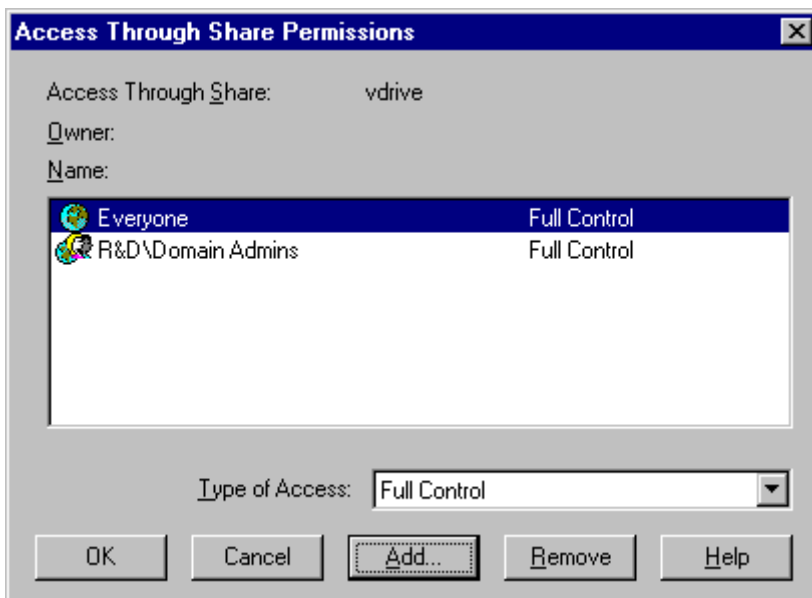 Access Through Share Permissions
Access Through Share: vdrive
Owner:
Name:
Everyone Full Control
R&D\Domain Admins Full Control
Type of Access: Full Control
OK Cancel Add... Remove Help